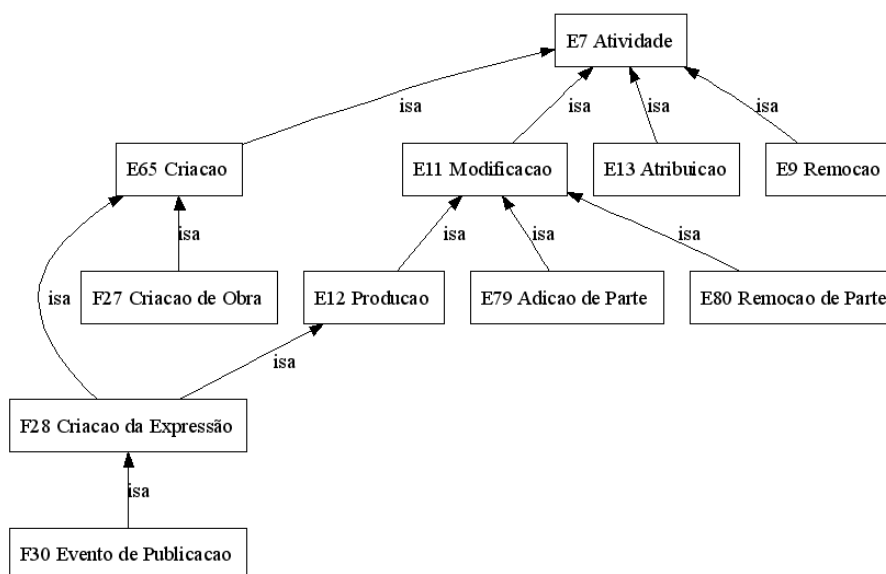 E7 Atividade
isa
isa
isa
isa
E65 Criacao
E11 Modificacao
E13 Atribuicao
E9 Remocao
isa
isa
isa
isa
isa
F27 Criacao de Obra
E12 Producao
E79 Adicao de Parte
E80 Remocao de Parte
isa
F28 Criacao da Expressão
isa
F30 Evento de Publicacao